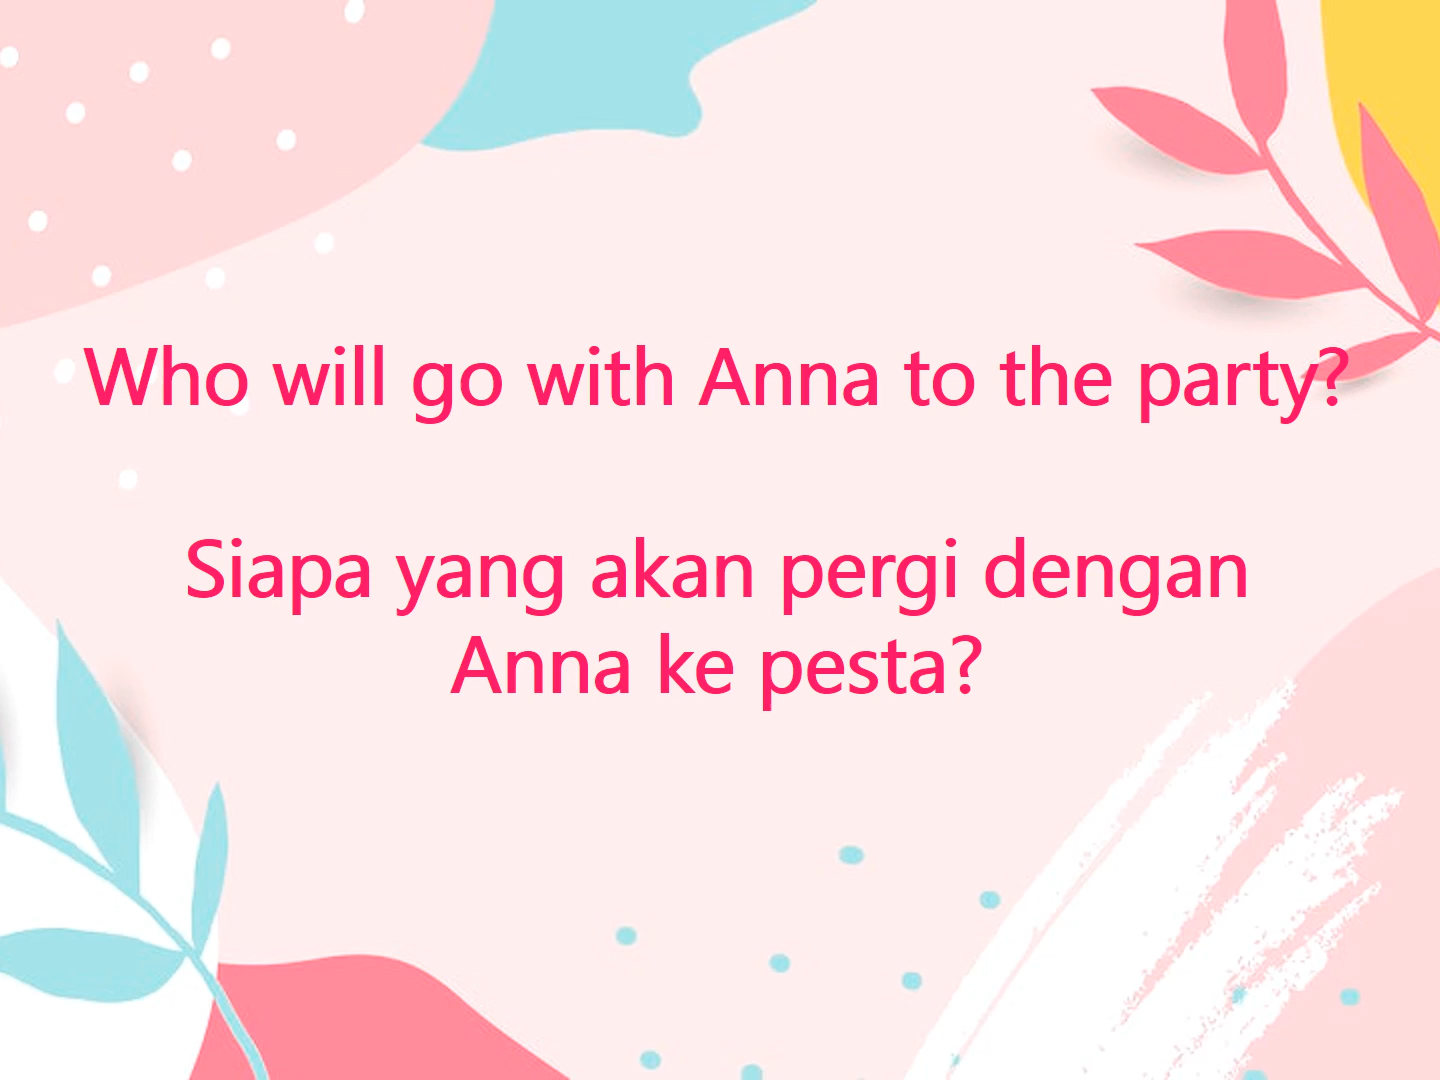 Who will go with Anna to the party?
Siapa yang akan pergi dengan
Anna ke pesta?